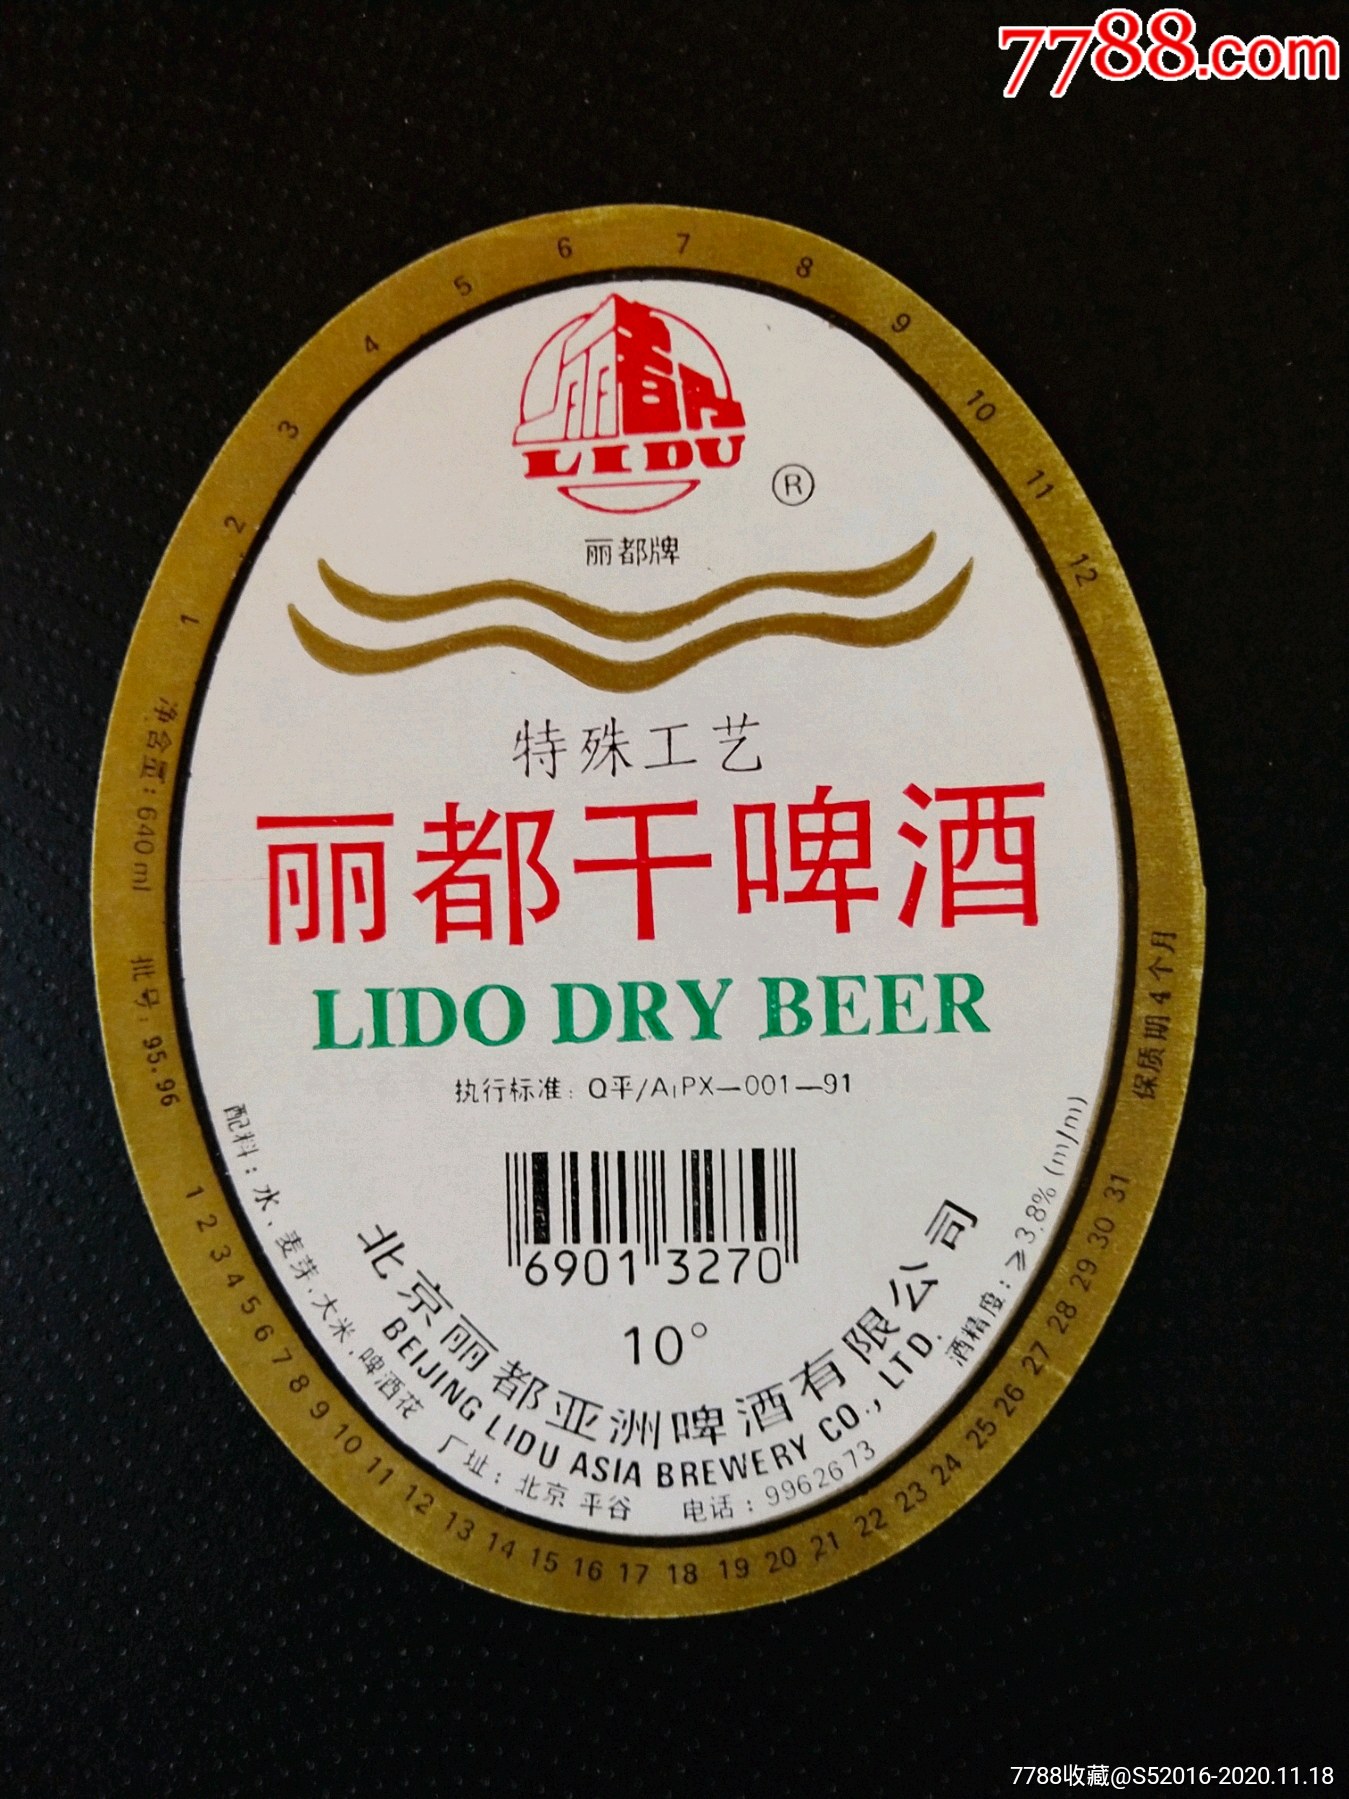 7788.com
1 2 3 4 5 6 7 8 9 10 11 12
LIDU
®
丽都牌
特殊工艺
丽都干啤酒
LIDO DRY BEER
执行标准：Q平/A₁PX—001—91
6901 3270
10°
北京丽都亚洲啤酒有限公司
BEIJING LIDU ASIA BREWERY CO., LTD.
厂址：北京 平谷 电话：9962673
配料：水，麦芽，大米，啤酒花
酒精度：≥3.8% (m/m)
净含量：640ml
批号：95.96
保质期4个月
1 2 3 4 5 6 7 8 9 10 11 12 13 14 15 16 17 18 19 20 21 22 23 24 25 26 27 28 29 30 31
7788收藏@S52016-2020.11.18